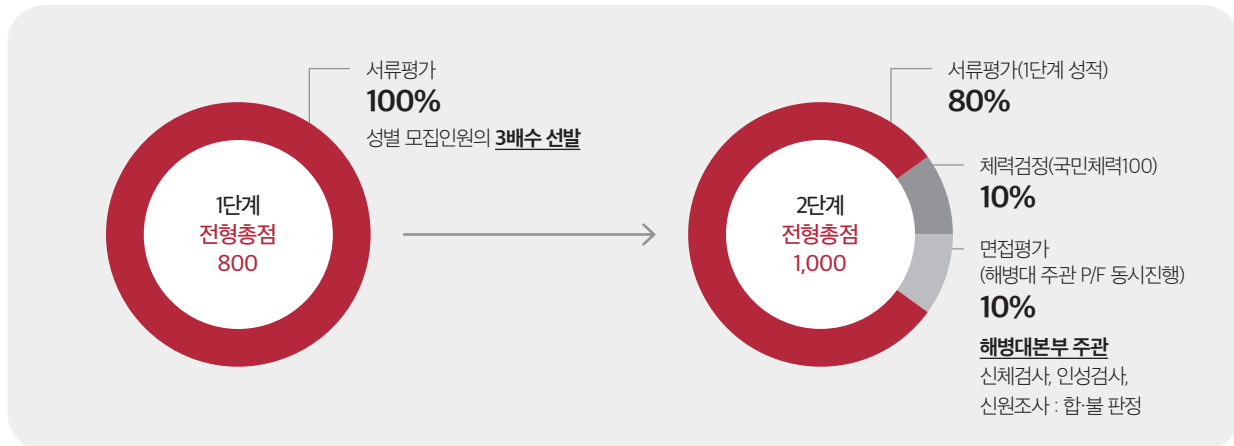 서류평가
100%
성별 모집인원의 3배수 선발
1단계
전형총점
800
서류평가(1단계 성적)
80%
체력검정(국민체력100)
10%
2단계
전형총점
1,000
면접평가
(해병대 주관 P/F 동시진행)
10%
해병대본부 주관
신체검사, 인성검사,
신원조사 : 합·불 판정